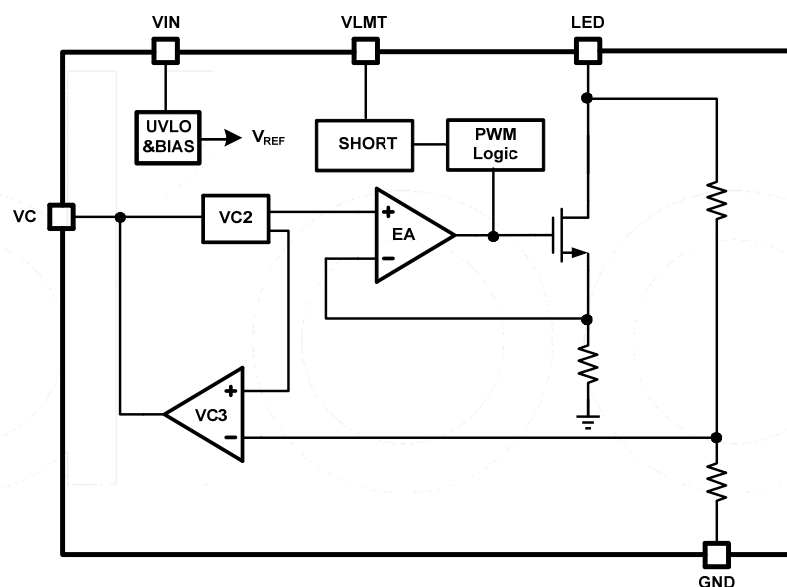 VIN
VLMT
LED
UVLO
&BIAS
VREF
SHORT
PWM
Logic
VC
VC2
+
EA
–
+
VC3
–
GND